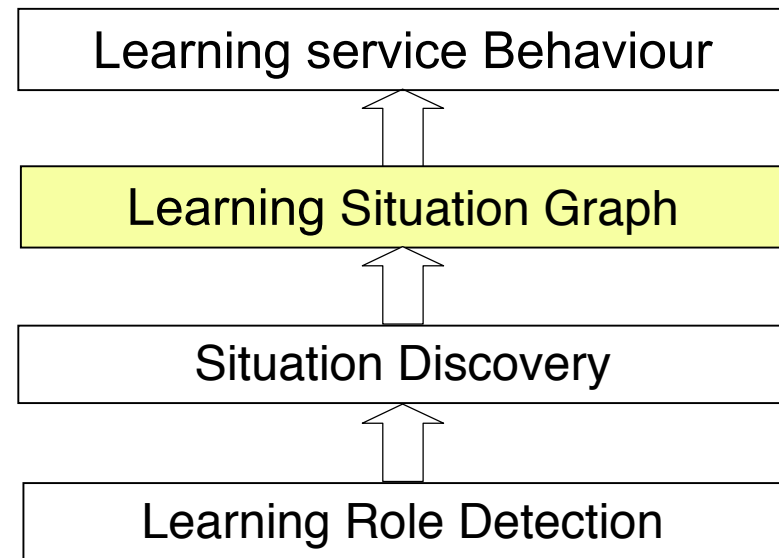 Learning service Behaviour
Learning Situation Graph
Situation Discovery
Learning Role Detection